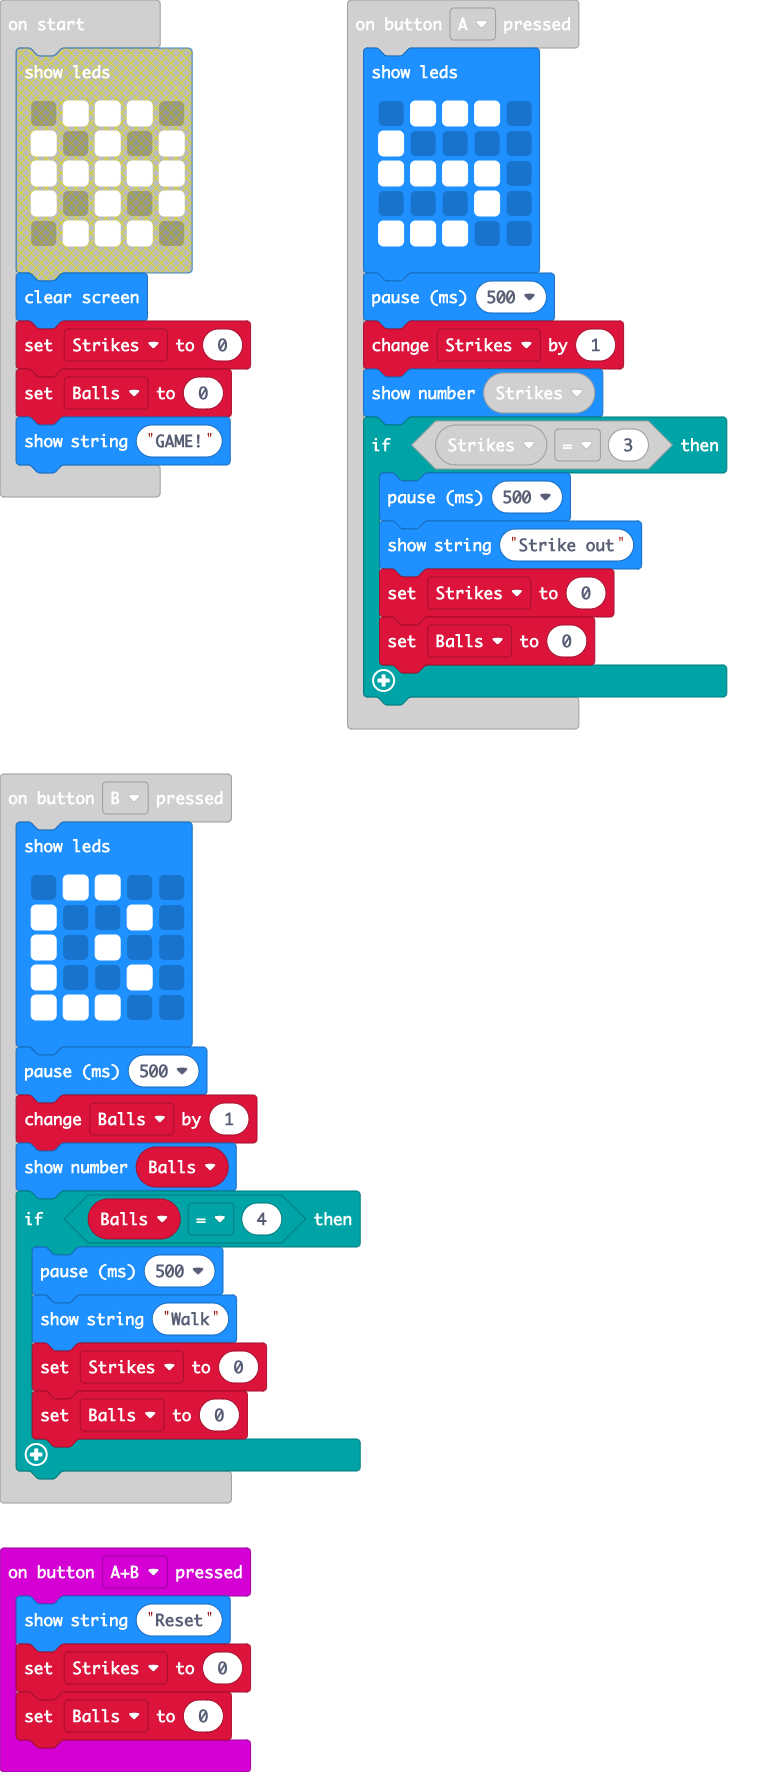 on start
show leds
clear screen
set Strikes to 0
set Balls to 0
show string "GAME!"
on button A pressed
show leds
pause (ms) 500
change Strikes by 1
show number Strikes
if Strikes = 3 then
pause (ms) 500
show string "Strike out"
set Strikes to 0
set Balls to 0
on button B pressed
show leds
pause (ms) 500
change Balls by 1
show number Balls
if Balls = 4 then
pause (ms) 500
show string "Walk"
set Strikes to 0
set Balls to 0
on button A+B pressed
show string "Reset"
set Strikes to 0
set Balls to 0